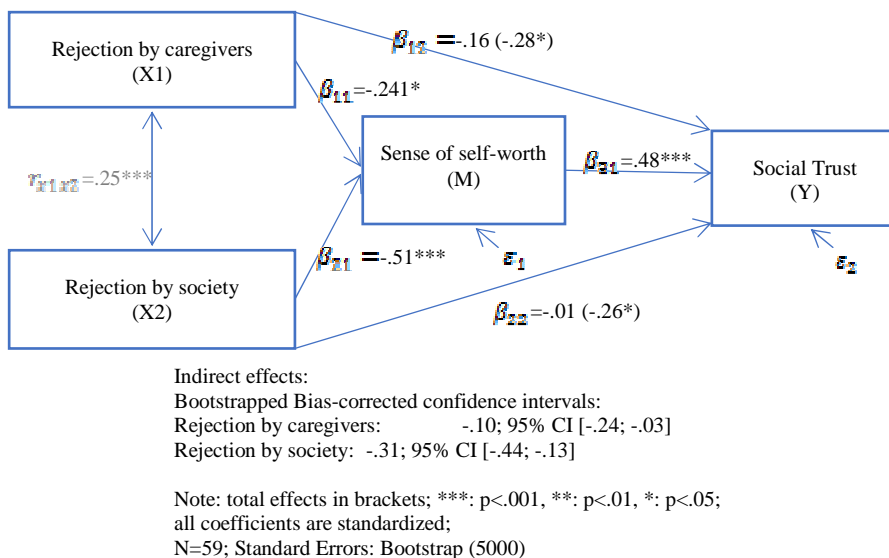 Rejection by caregivers
(X1)
β₁₂ =-.16 (-.28*)
β₁₁=-.241*
Sense of self-worth
(M)
β₃₁=.48***
Social Trust
(Y)
rₓ₁ₓ₂=.25***
β₂₁ =-.51***
ε₁
ε₂
Rejection by society
(X2)
β₂₂=-.01 (-.26*)
Indirect effects:
Bootstrapped Bias-corrected confidence intervals:
Rejection by caregivers: -.10; 95% CI [-.24; -.03]
Rejection by society: -.31; 95% CI [-.44; -.13]
Note: total effects in brackets; ***: p<.001, **: p<.01, *: p<.05;
all coefficients are standardized;
N=59; Standard Errors: Bootstrap (5000)